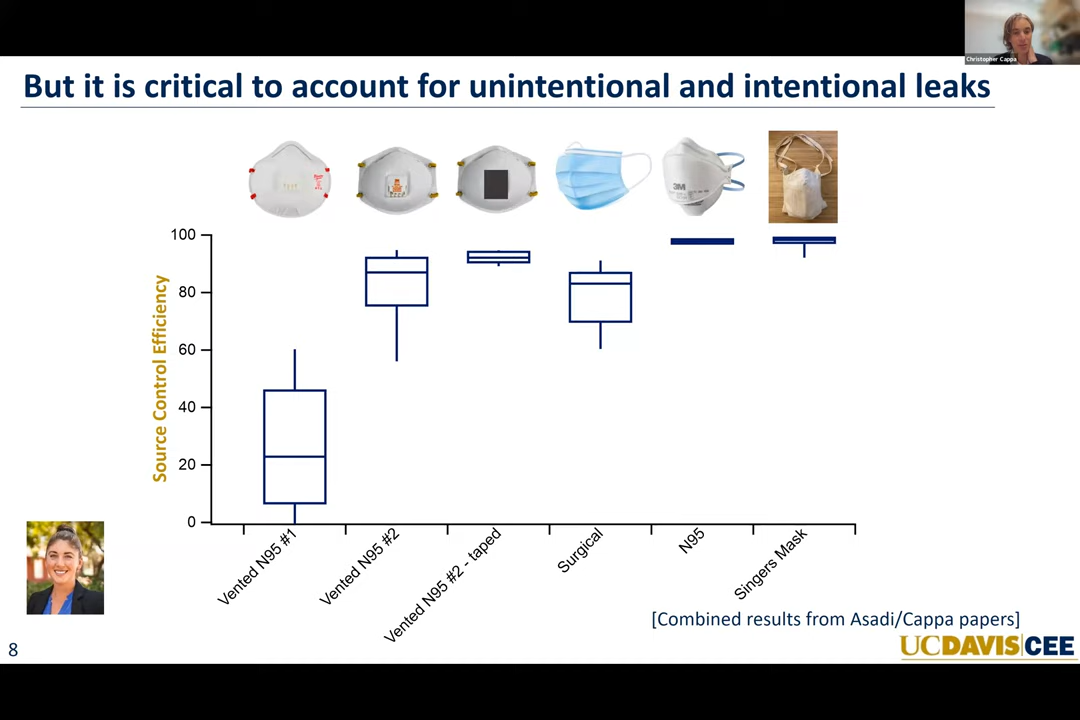 Christopher Cappa
But it is critical to account for unintentional and intentional leaks
3M
100
80
60
40
20
0
Source Control Efficiency
Vented N95 #1
Vented N95 #2
Vented N95 #2 - taped
Surgical
N95
Singers Mask
[Combined results from Asadi/Cappa papers]
8
UCDAVIS|CEE